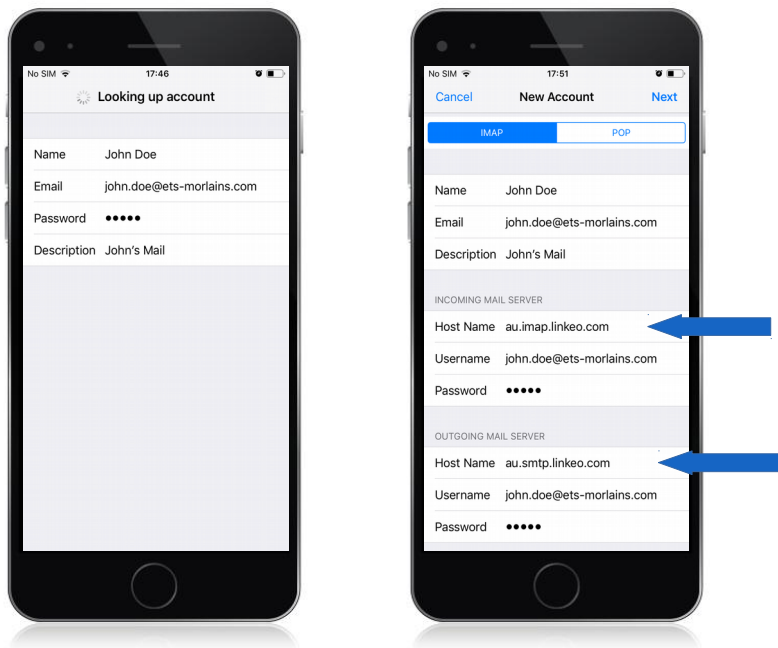 No SIM 17:46
Looking up account
Name John Doe
Email john.doe@ets-morlains.com
Password •••••
Description John's Mail
No SIM 17:51
Cancel New Account Next
IMAP POP
Name John Doe
Email john.doe@ets-morlains.com
Description John's Mail
INCOMING MAIL SERVER
Host Name au.imap.linkeo.com
Username john.doe@ets-morlains.com
Password •••••
OUTGOING MAIL SERVER
Host Name au.smtp.linkeo.com
Username john.doe@ets-morlains.com
Password •••••